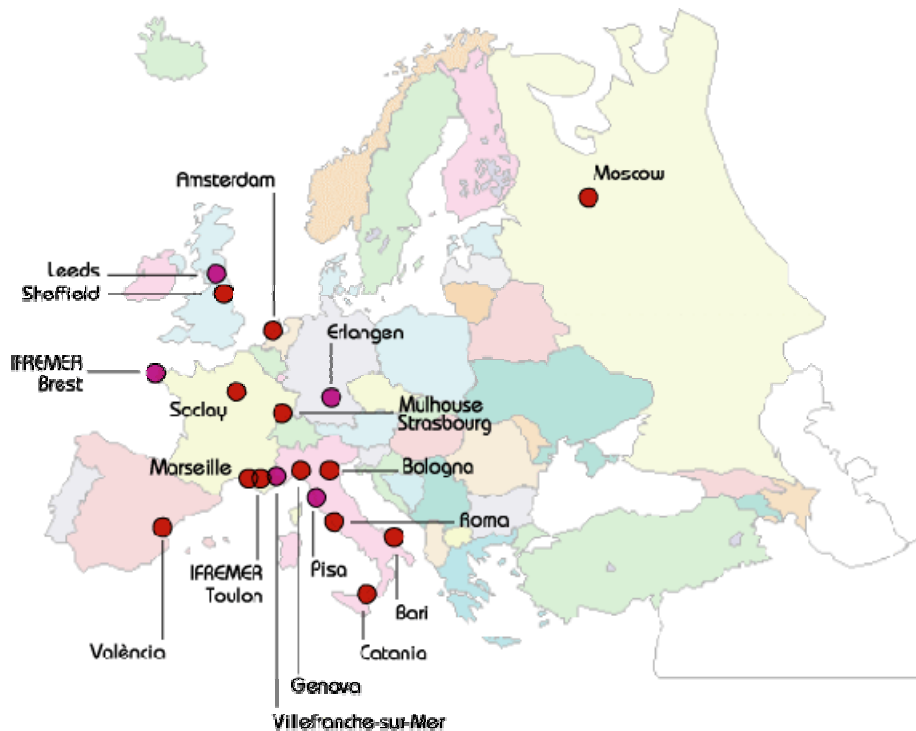 Moscow
Amsterdam
Leeds
Sheffield
Erlangen
IFREMER
Brest
Saclay
Mulhouse
Strasbourg
Marseille
Bologna
Roma
IFREMER
Toulon
Pisa
Bari
València
Catania
Genova
Villefranche-sur-Mer